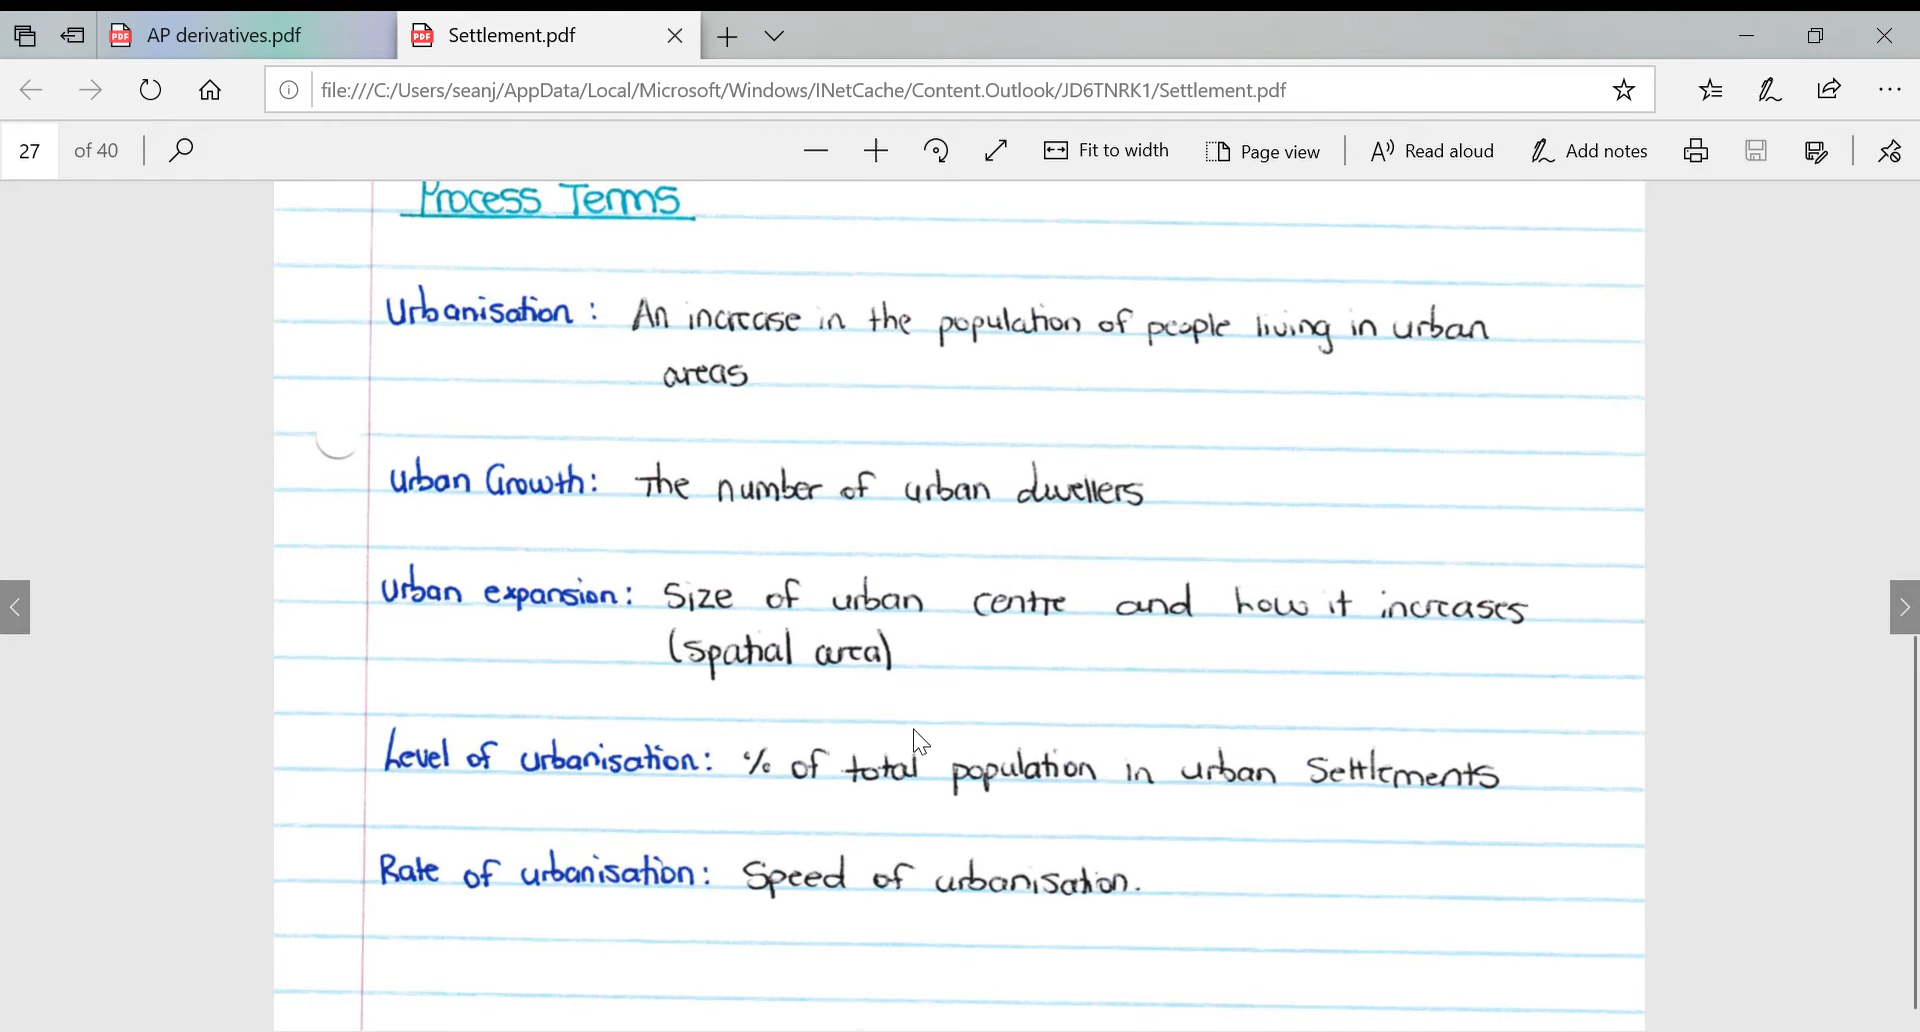 AP derivatives.pdf
Settlement.pdf
file:///C:/Users/seanj/AppData/Local/Microsoft/Windows/INetCache/Content.Outlook/JD6TNRK1/Settlement.pdf
27 of 40
Fit to width
Page view
Read aloud
Add notes
Process Terms
Urbanisation: An increase in the population of people living in urban
areas
Urban Growth: The number of urban dwellers
Urban expansion: Size of urban centre and how it increases
(spatial area)
Level of urbanisation: % of total population in urban settlements
Rate of urbanisation: Speed of urbanisation.